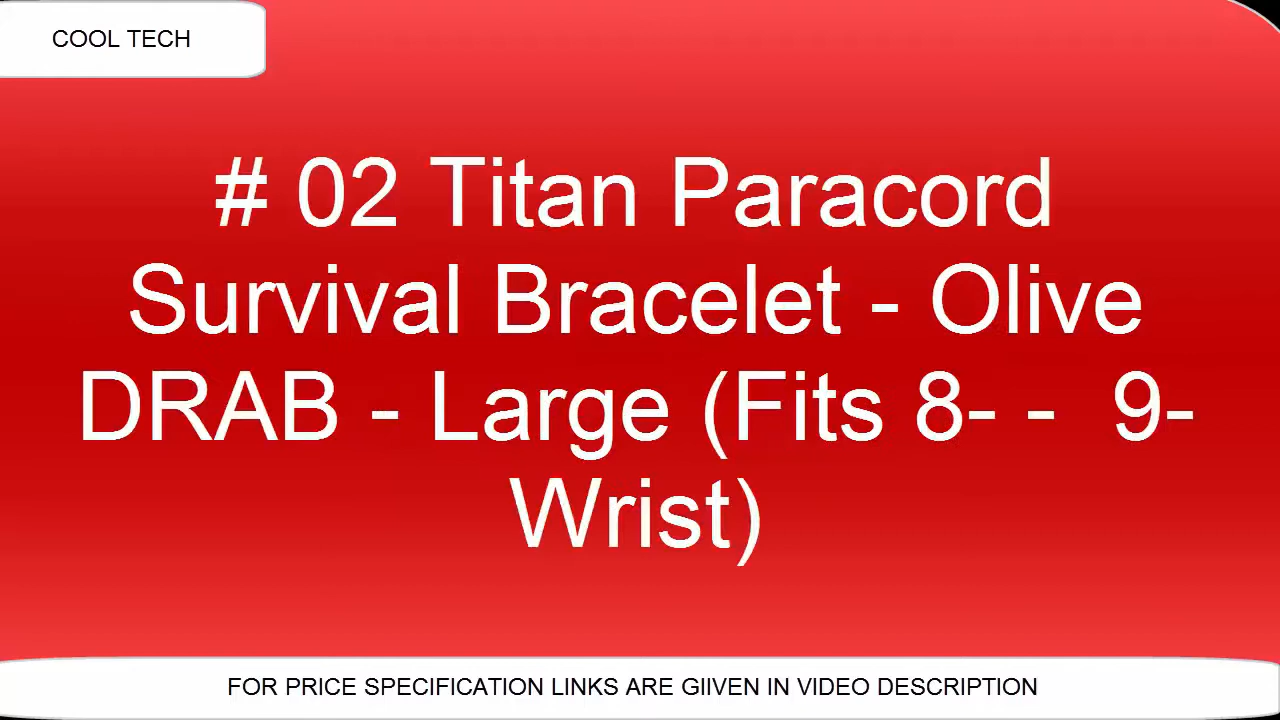 COOL TECH
# 02 Titan Paracord
Survival Bracelet - Olive
DRAB - Large (Fits 8- -  9-
Wrist)
FOR PRICE SPECIFICATION LINKS ARE GIIVEN IN VIDEO DESCRIPTION